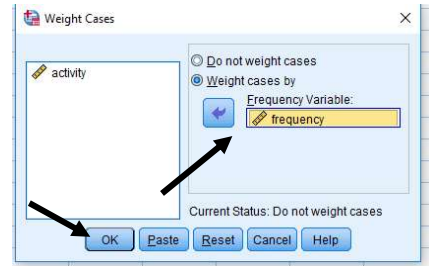 Weight Cases
activity
Do not weight cases
Weight cases by
Frequency Variable:
frequency
Current Status: Do not weight cases
OK Paste Reset Cancel Help